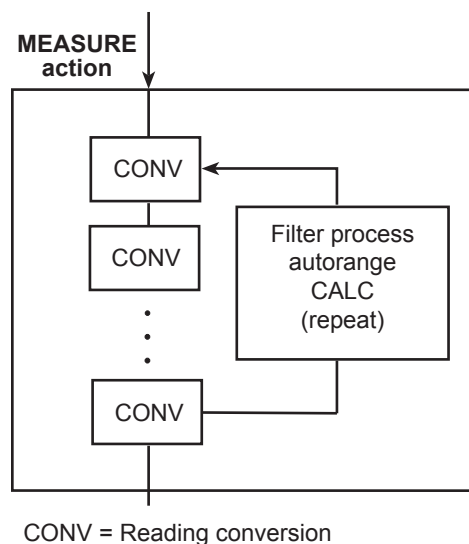 MEASURE
action
CONV
CONV
CONV
Filter process
autorange
CALC
(repeat)
CONV = Reading conversion